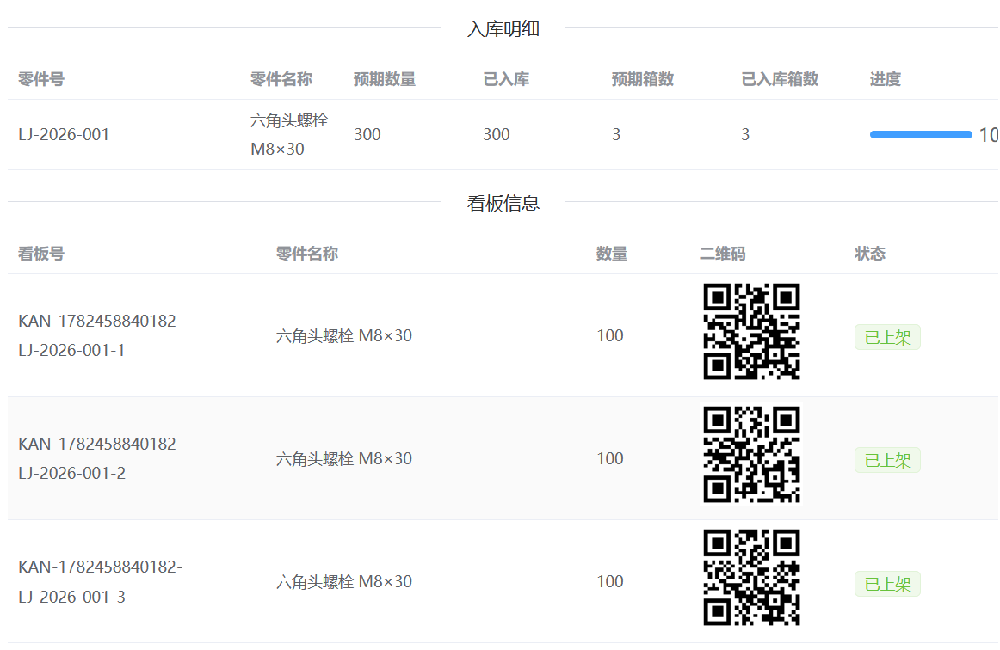 入库明细
零件号 零件名称 预期数量 已入库 预期箱数 已入库箱数 进度
LJ-2026-001 六角头螺栓 M8×30 300 300 3 3 10
看板信息
看板号 零件名称 数量 二维码 状态
KAN-1782458840182-
LJ-2026-001-1 六角头螺栓 M8×30 100 已上架
KAN-1782458840182-
LJ-2026-001-2 六角头螺栓 M8×30 100 已上架
KAN-1782458840182-
LJ-2026-001-3 六角头螺栓 M8×30 100 已上架